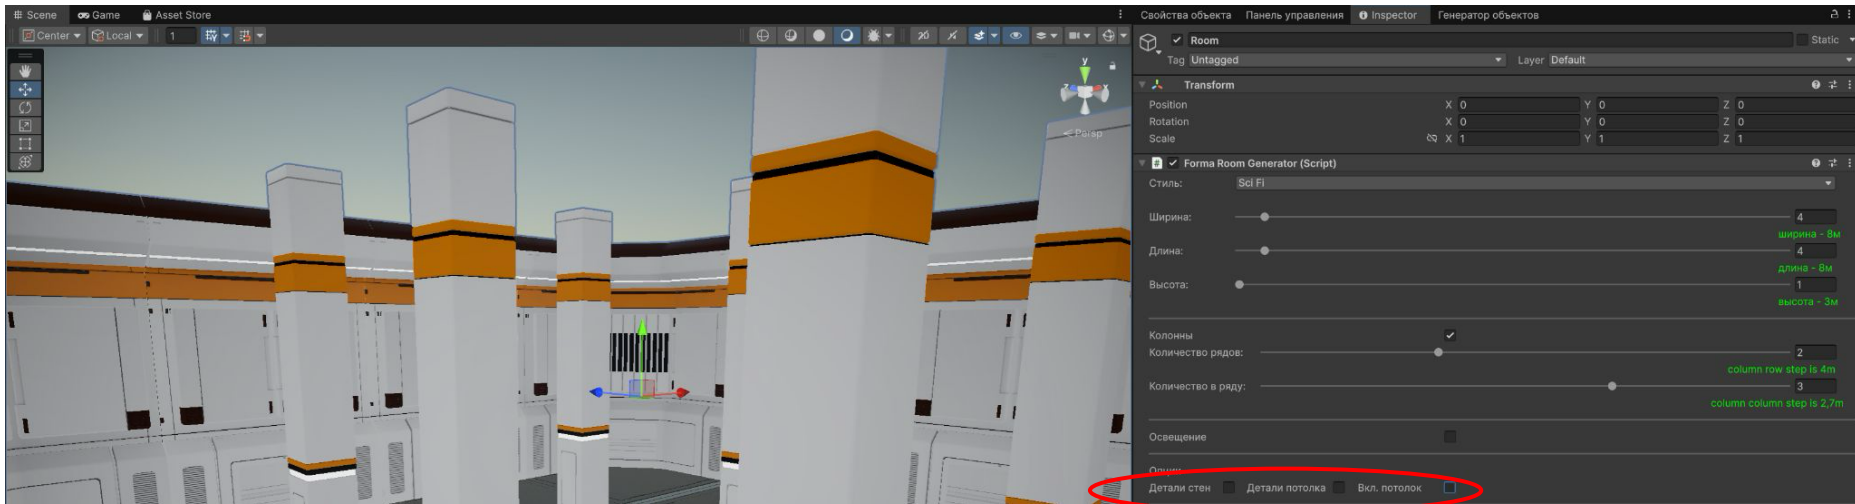 Scene Game Asset Store
Center Local 1
Persp
y
z x
Свойства объекта Панель управления Inspector Генератор объектов
Room Static
Tag Untagged Layer Default
Transform
Position X 0 Y 0 Z 0
Rotation X 0 Y 0 Z 0
Scale X 1 Y 1 Z 1
# Forma Room Generator (Script)
Стиль: Sci Fi
Ширина: 4
ширина - 8м
Длина: 4
длина - 8м
Высота: 1
высота - 3м
Колонны
Количество рядов: 2
column row step is 4m
Количество в ряду: 3
column column step is 2,7m
Освещение
Опции
Детали стен Детали потолка Вкл. потолок